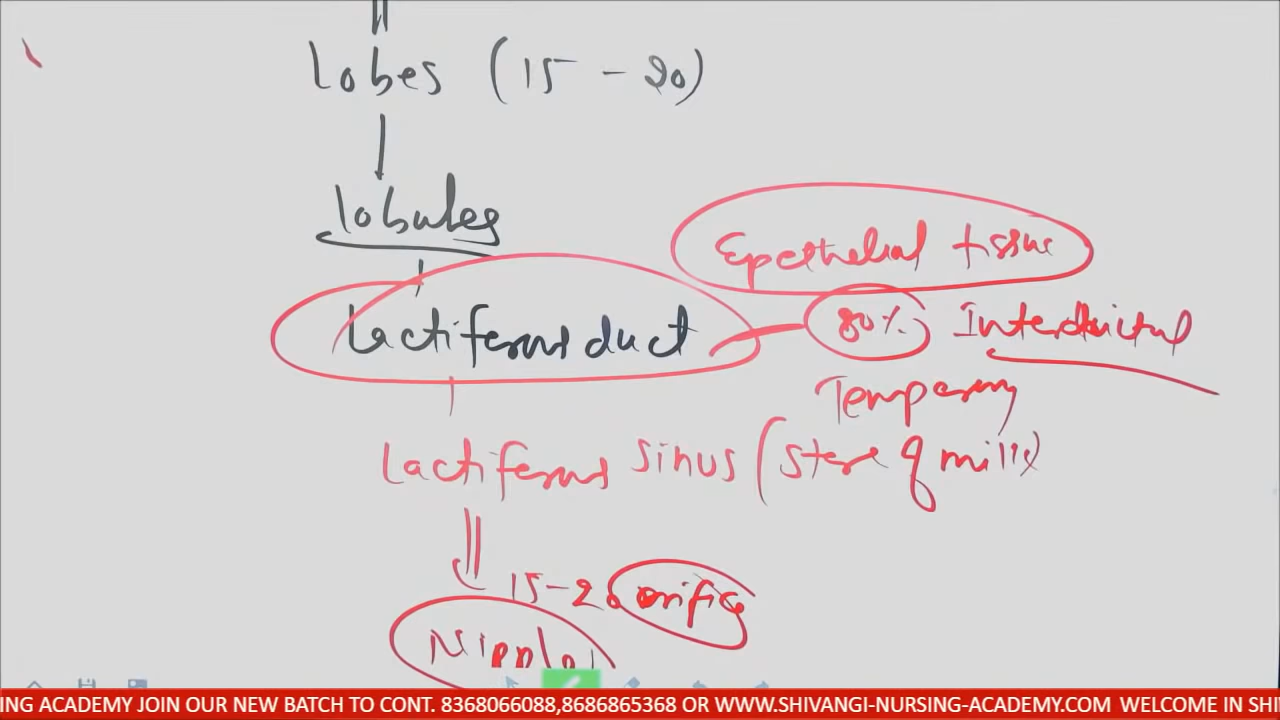 Lobes (15 - 20)
lobules
Epethelial tissue
Lactiferous duct 80% Interductul
Temporary
Lactiferous sinus (store of milk)
15-20 orifice
Nipple
ING ACADEMY JOIN OUR NEW BATCH TO CONT. 8368066088,8686865368 OR WWW.SHIVANGI-NURSING-ACADEMY.COM WELCOME IN SHI